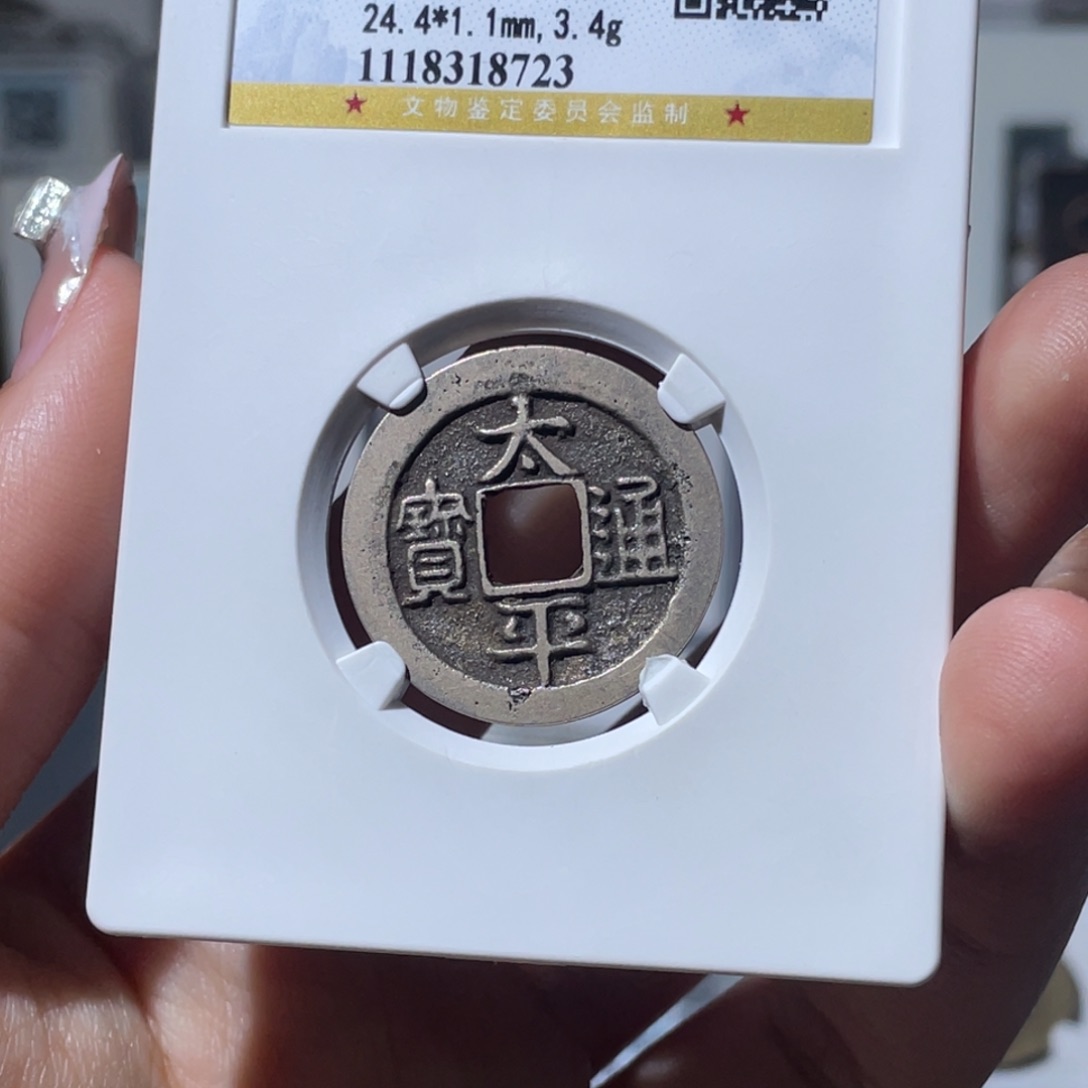 24.4*1.1mm,3.4g
1118318723
文物鉴定委员会监制
太
寶 通
平